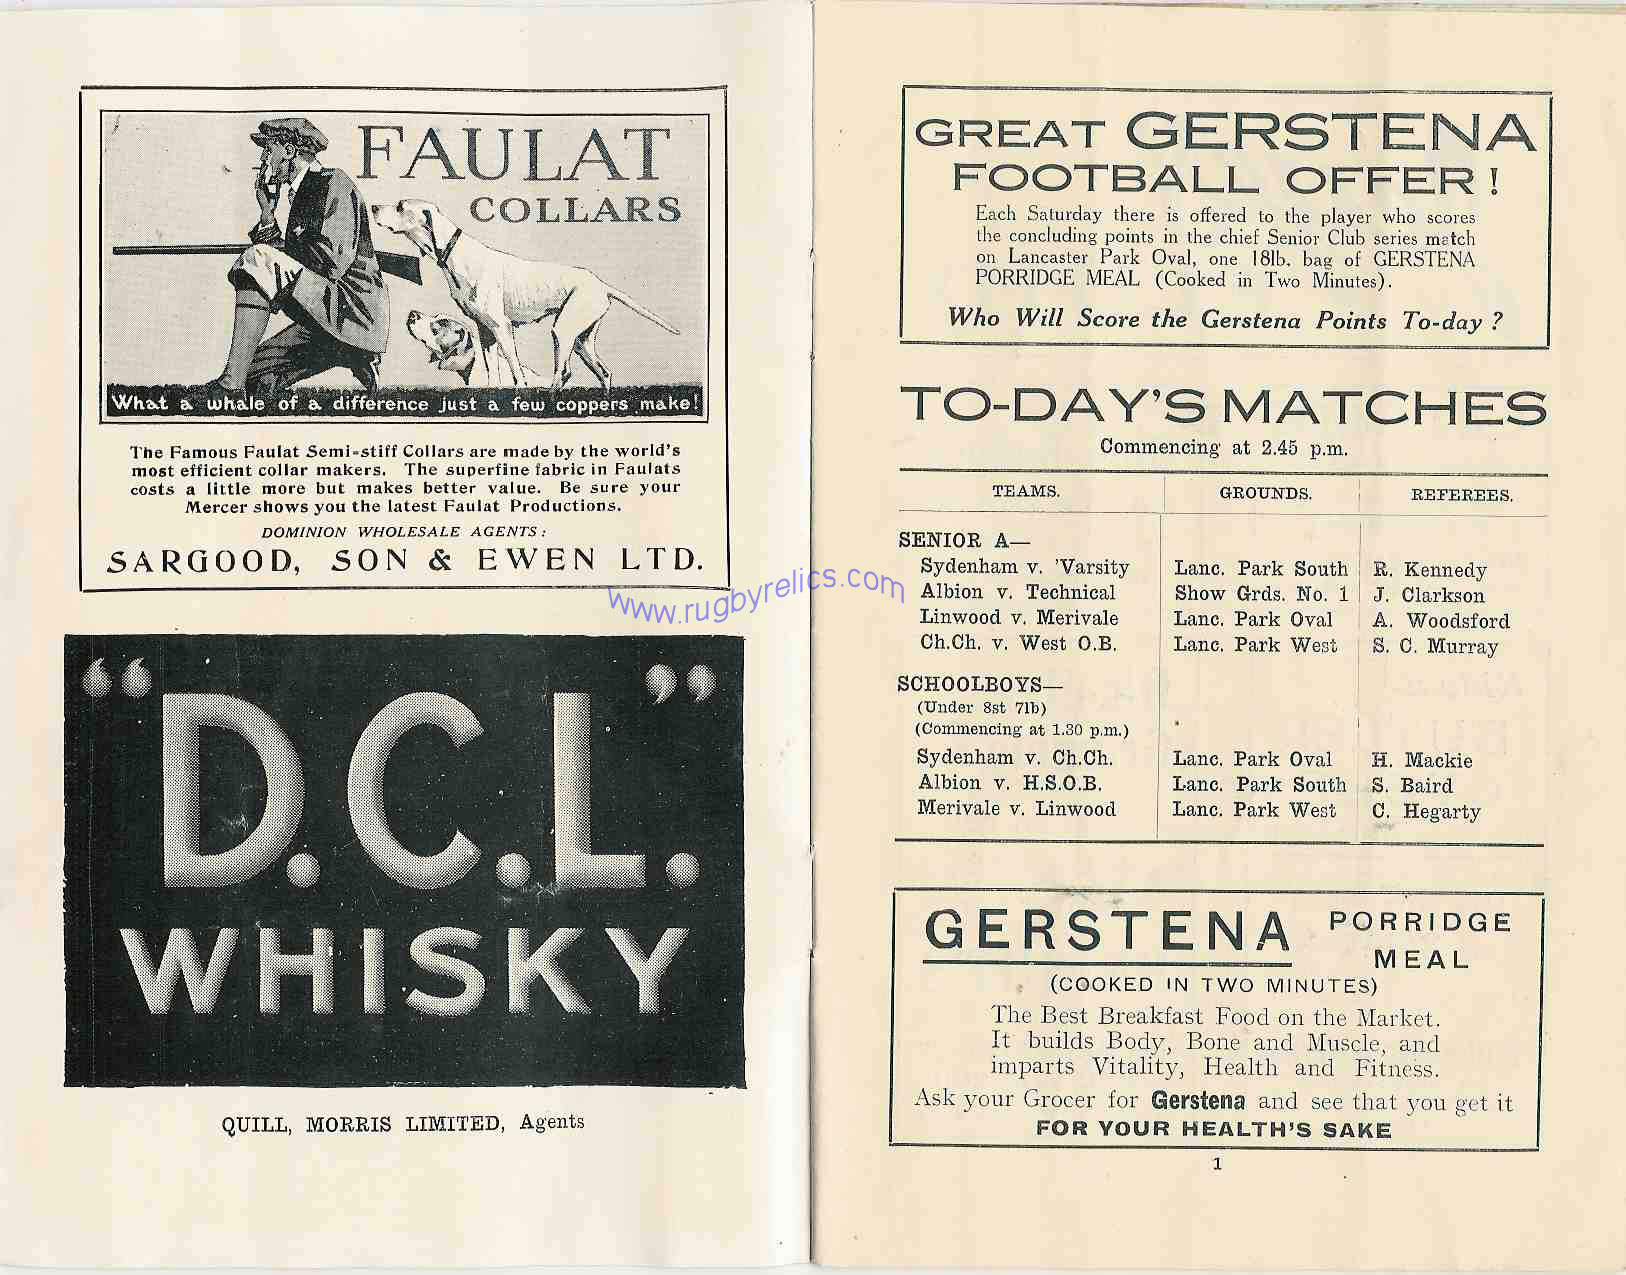 FAULAT
COLLARS
What a whale of a difference just a few coppers make!
The Famous Faulat Semi-stiff Collars are made by the world's
most efficient collar makers. The superfine fabric in Faulats
costs a little more but makes better value. Be sure your
Mercer shows you the latest Faulat Productions.
DOMINION WHOLESALE AGENTS:
SARGOOD, SON & EWEN LTD.
"D.C.L."
WHISKY
QUILL, MORRIS LIMITED, Agents
www.rugbyrelics.com
GREAT GERSTENA
FOOTBALL OFFER!
Each Saturday there is offered to the player who scores
the concluding points in the chief Senior Club series match
on Lancaster Park Oval, one 18lb. bag of GERSTENA
PORRIDGE MEAL (Cooked in Two Minutes).
Who Will Score the Gerstena Points To-day?
TO-DAY'S MATCHES
Commencing at 2.45 p.m.
TEAMS. GROUNDS. REFEREES.
SENIOR A—
Sydenham v. 'Varsity Lanc. Park South R. Kennedy
Albion v. Technical Show Grds. No. 1 J. Clarkson
Linwood v. Merivale Lanc. Park Oval A. Woodsford
Ch.Ch. v. West O.B. Lanc. Park West S. C. Murray
SCHOOLBOYS—
(Under 8st 7lb)
(Commencing at 1.30 p.m.)
Sydenham v. Ch.Ch. Lanc. Park Oval H. Mackie
Albion v. H.S.O.B. Lanc. Park South S. Baird
Merivale v. Linwood Lanc. Park West C. Hegarty
GERSTENA PORRIDGE
MEAL
(COOKED IN TWO MINUTES)
The Best Breakfast Food on the Market.
It builds Body, Bone and Muscle, and
imparts Vitality, Health and Fitness.
Ask your Grocer for Gerstena and see that you get it
FOR YOUR HEALTH'S SAKE
1